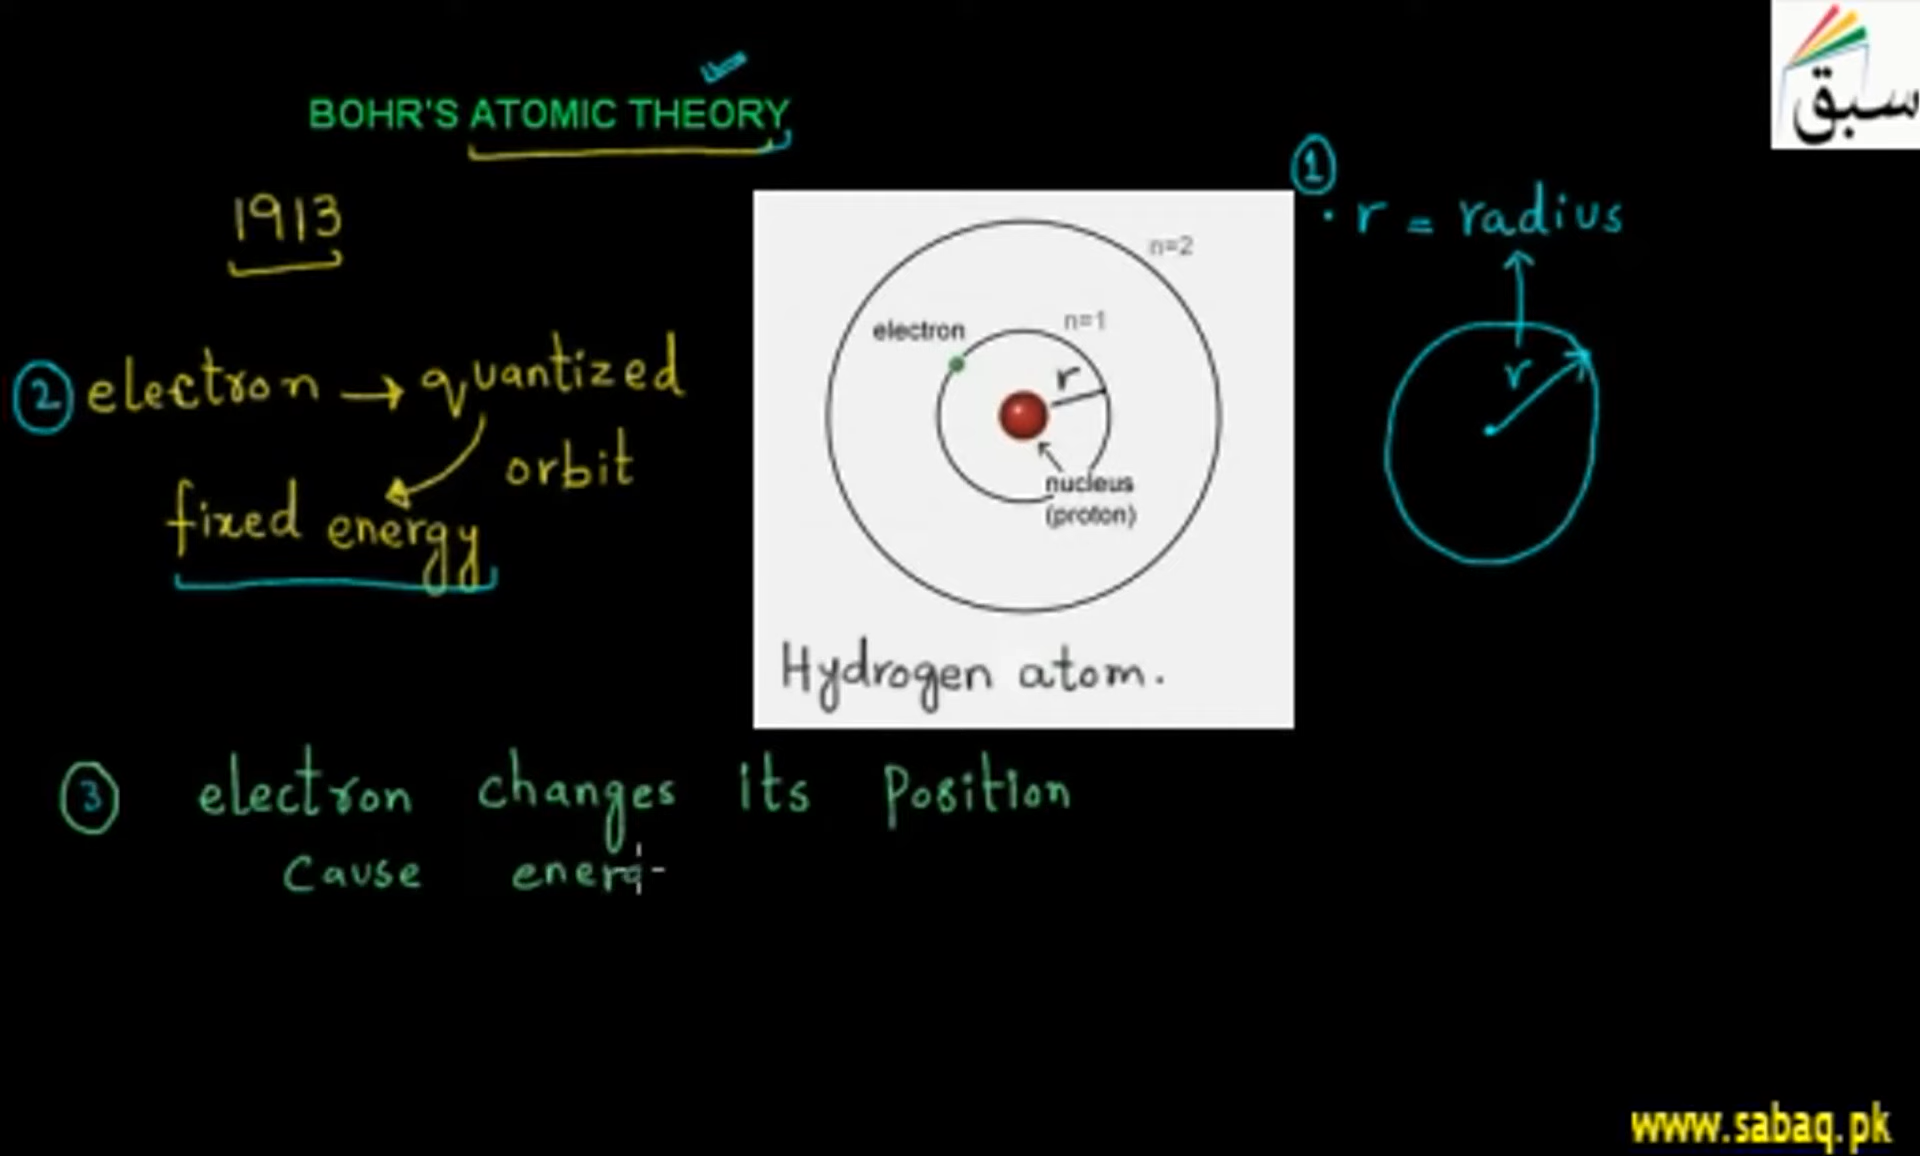 سبق
BOHR'S ATOMIC THEORY
1913
① . r = radius
r
n=2
n=1
electron
r
nucleus
(proton)
Hydrogen atom.
② electron → quantized
orbit
fixed energy
③ electron changes its position
cause energ
www.sabaq.pk